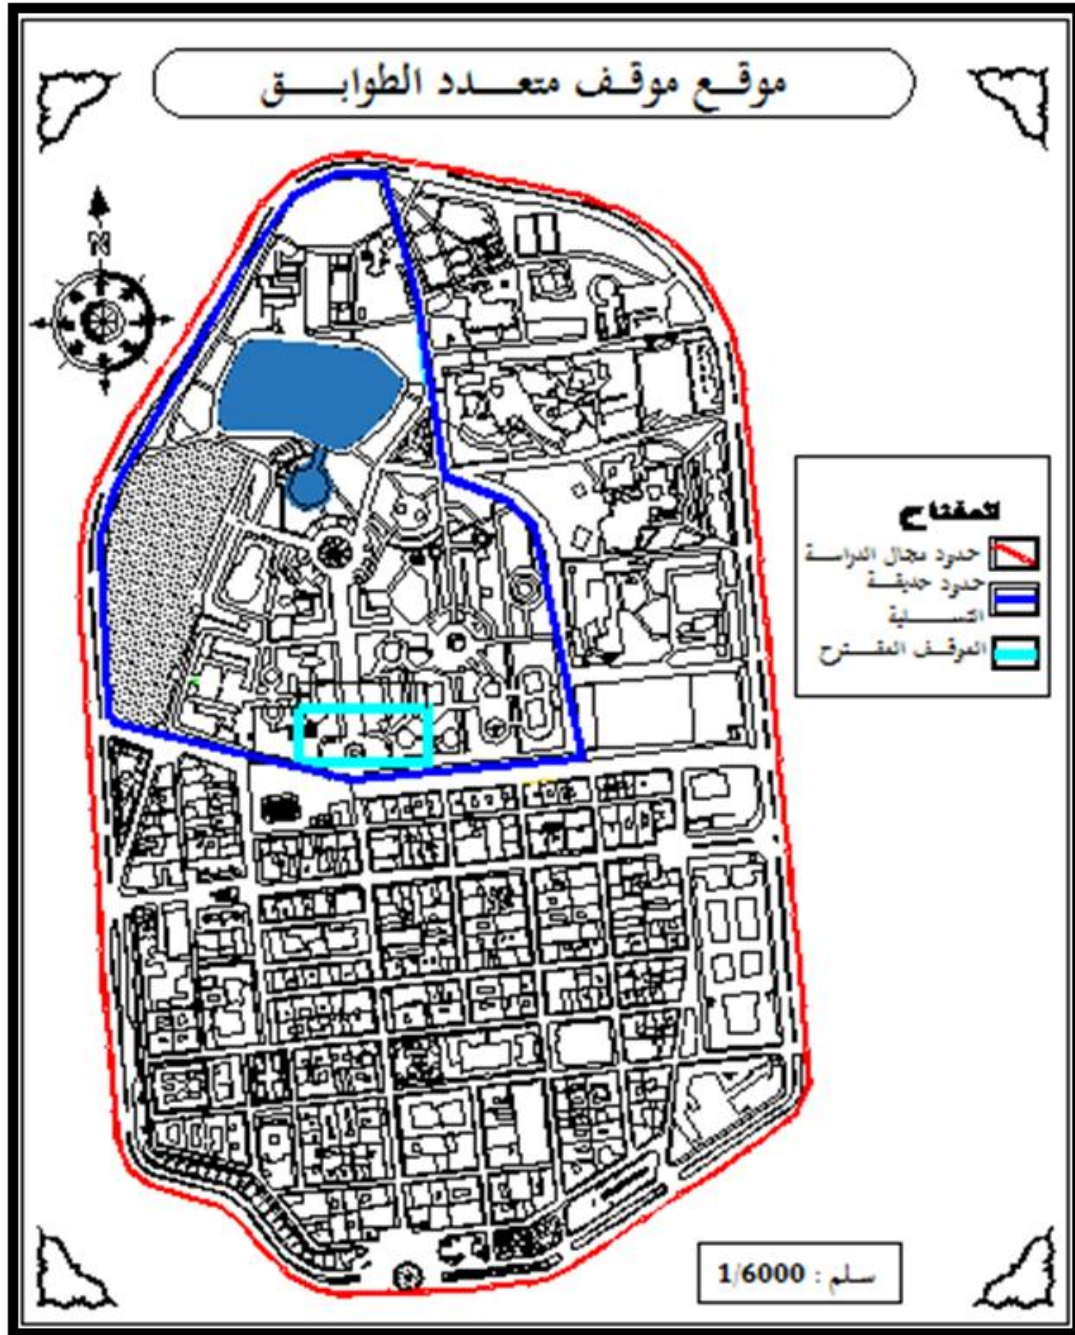 موقع موقف متعدد الطوابق
N
المفتاح
حدود مجال الدراسة
حدود حديقة
التسلية
الموقف المقترح
سلم : 1/6000